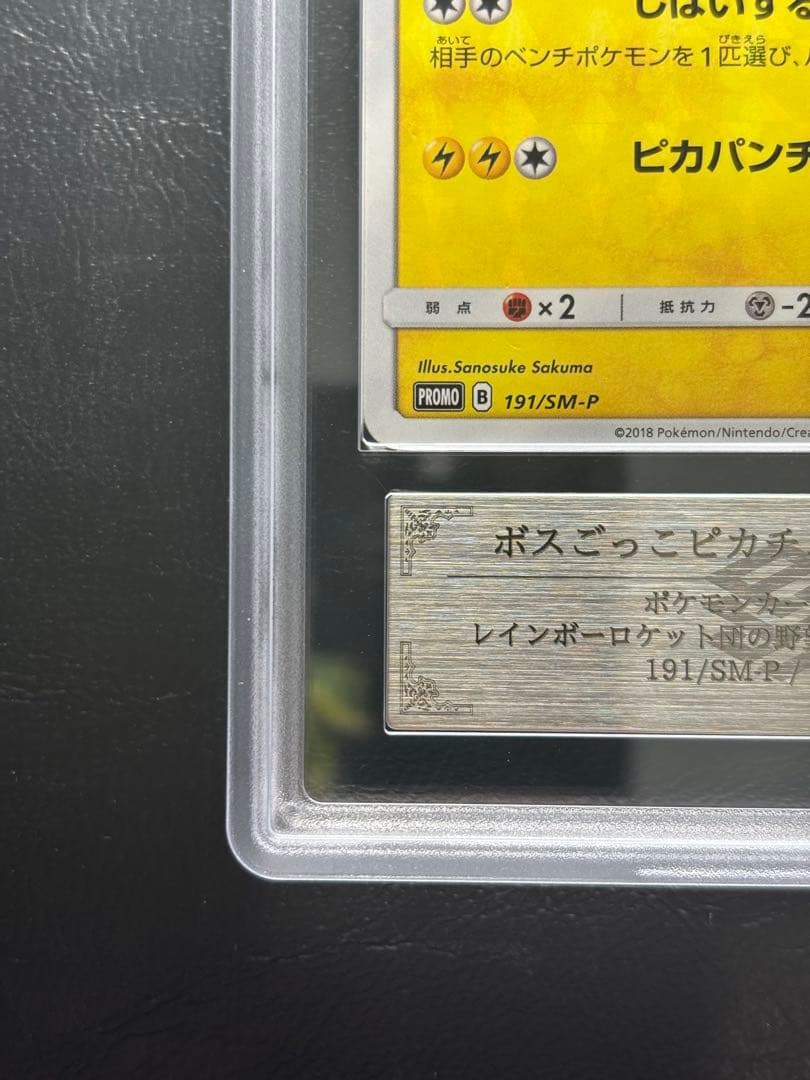 しはいする
あいて ぴきえら
相手のベンチポケモンを1匹選び、
ピカパンチ
弱点 ×2 抵抗力 -2
Illus.Sanosuke Sakuma
PROMO B 191/SM-P
©2018 Pokémon/Nintendo/Crea
ボスごっこピカチ
ポケモンカー
レインボーロケット団の野
191/SM-P /